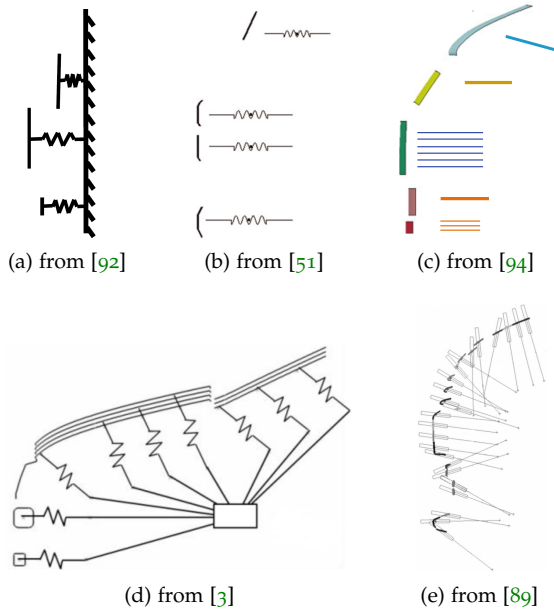 (a) from [92]
(b) from [51]
(c) from [94]
(d) from [3]
(e) from [89]